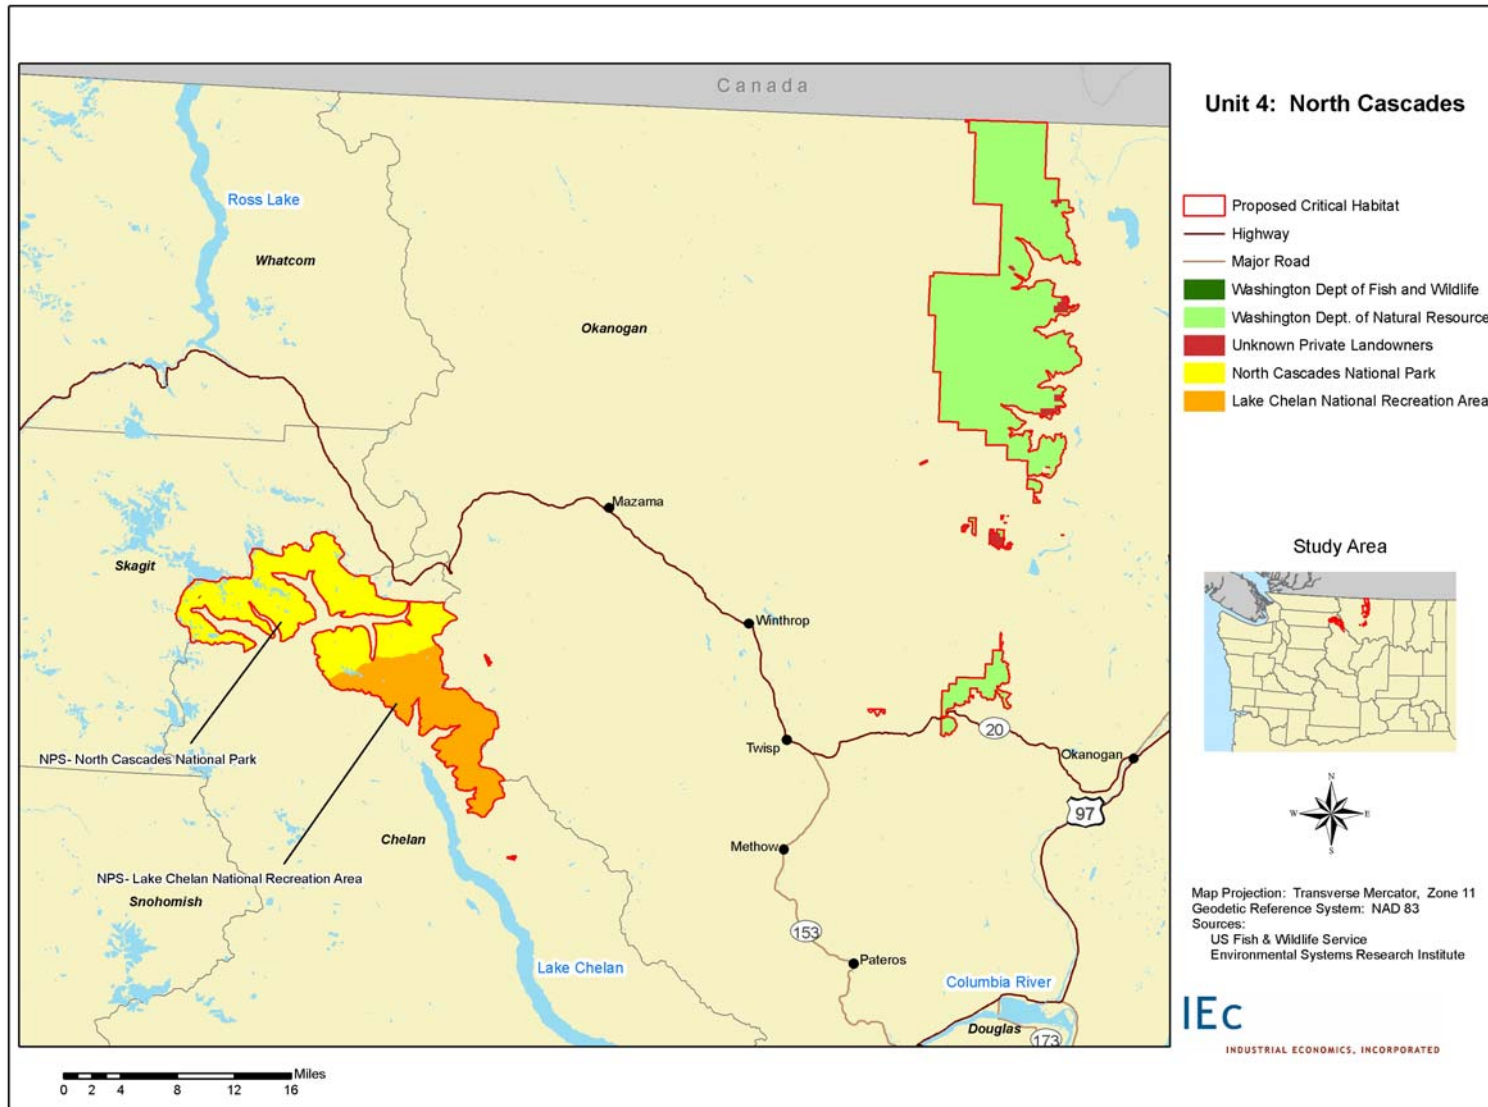 Canada
Unit 4: North Cascades
Ross Lake
Whatcom
Okanogan
Proposed Critical Habitat
Highway
Major Road
Washington Dept of Fish and Wildlife
Washington Dept. of Natural Resource
Unknown Private Landowners
North Cascades National Park
Lake Chelan National Recreation Area
Mazama
Skagit
Winthrop
Study Area
NPS- North Cascades National Park
Twisp
20
Okanogan
97
Chelan
Methow
NPS- Lake Chelan National Recreation Area
Snohomish
153
Lake Chelan
Pateros
Columbia River
Douglas
173
N
W
E
S
Map Projection: Transverse Mercator, Zone 11
Geodetic Reference System: NAD 83
Sources:
US Fish & Wildlife Service
Environmental Systems Research Institute
IEc
INDUSTRIAL ECONOMICS, INCORPORATED
Miles
0 2 4 8 12 16